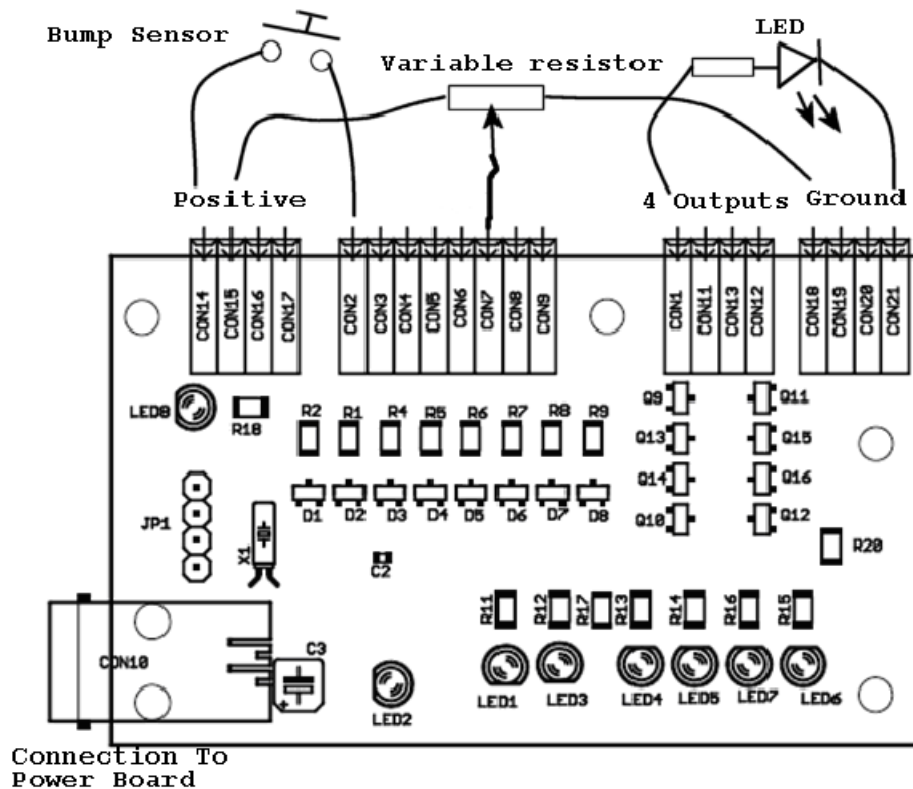 Bump Sensor
LED
Variable resistor
Positive
4 Outputs
Ground
CON14
CON15
CON16
CON17
CON2
CON3
CON4
CON5
CON6
CON7
CON8
CON9
CON1
CON11
CON13
CON12
CON18
CON19
CON20
CON21
LED8
R18
R2 R1 R4 R5 R6 R7 R8 R9
Q9 Q11
Q13 Q15
Q14 Q16
Q10 Q12
D1 D2 D3 D4 D5 D6 D7 D8
JP1
X1
C2
R20
R11 R12 R17 R13 R14 R16 R15
CON10
C3
+
LED2
LED1 LED3 LED4 LED5 LED7 LED6
Connection To
Power Board